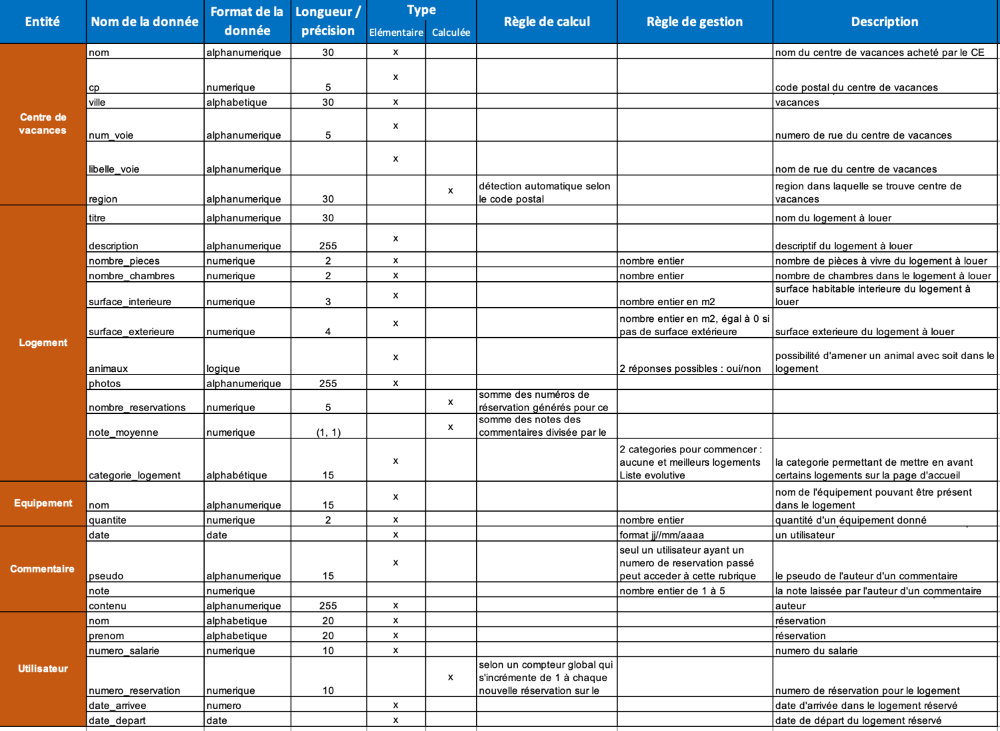 Entité Nom de la donnée Format de la donnée Longueur / précision Type Elémentaire Calculée Règle de calcul Règle de gestion Description
Centre de vacances
nom alphanumerique 30 x nom du centre de vacances acheté par le CE
cp numerique 5 x code postal du centre de vacances
ville alphabetique 30 x vacances
num_voie alphanumerique 5 x numero de rue du centre de vacances
libelle_voie alphanumerique x nom de rue du centre de vacances
region alphanumerique 30 x détection automatique selon le code postal region dans laquelle se trouve centre de vacances
Logement
titre alphanumerique 30 nom du logement à louer
description alphanumerique 255 x descriptif du logement à louer
nombre_pieces numerique 2 x nombre entier nombre de pièces à vivre du logement à louer
nombre_chambres numerique 2 x nombre entier nombre de chambres dans le logement à louer
surface_interieure numerique 3 x nombre entier en m2 surface habitable interieure du logement à louer
surface_exterieure numerique 4 x nombre entier en m2, égal à 0 si pas de surface extérieure surface exterieure du logement à louer
animaux logique x 2 réponses possibles : oui/non possibilité d'amener un animal avec soit dans le logement
photos alphanumerique 255 x
nombre_reservations numerique 5 x somme des numéros de réservation générés pour ce
note_moyenne numerique (1, 1) x somme des notes des commentaires divisée par le
categorie_logement alphabétique 15 x 2 categories pour commencer : aucune et meilleurs logements Liste evolutive la categorie permettant de mettre en avant certains logements sur la page d'accueil
Equipement
nom alphanumerique 15 x nom de l'équipement pouvant être présent dans le logement
quantite numerique 2 x nombre entier quantité d'un équipement donné
Commentaire
date date x format jj//mm/aaaa un utilisateur
pseudo alphanumerique 15 x seul un utilisateur ayant un numero de reservation passé peut acceder à cette rubrique le pseudo de l'auteur d'un commentaire
note numerique nombre entier de 1 à 5 la note laissée par l'auteur d'un commentaire
contenu alphanumerique 255 x auteur
Utilisateur
nom alphabetique 20 x réservation
prenom alphabetique 20 x réservation
numero_salarie numerique 10 x numero du salarie
numero_reservation numerique 10 x selon un compteur global qui s'incrémente de 1 à chaque nouvelle réservation sur le numero de réservation pour le logement
date_arrivee numero x date d'arrivée dans le logement réservé
date_depart date x date de départ du logement réservé